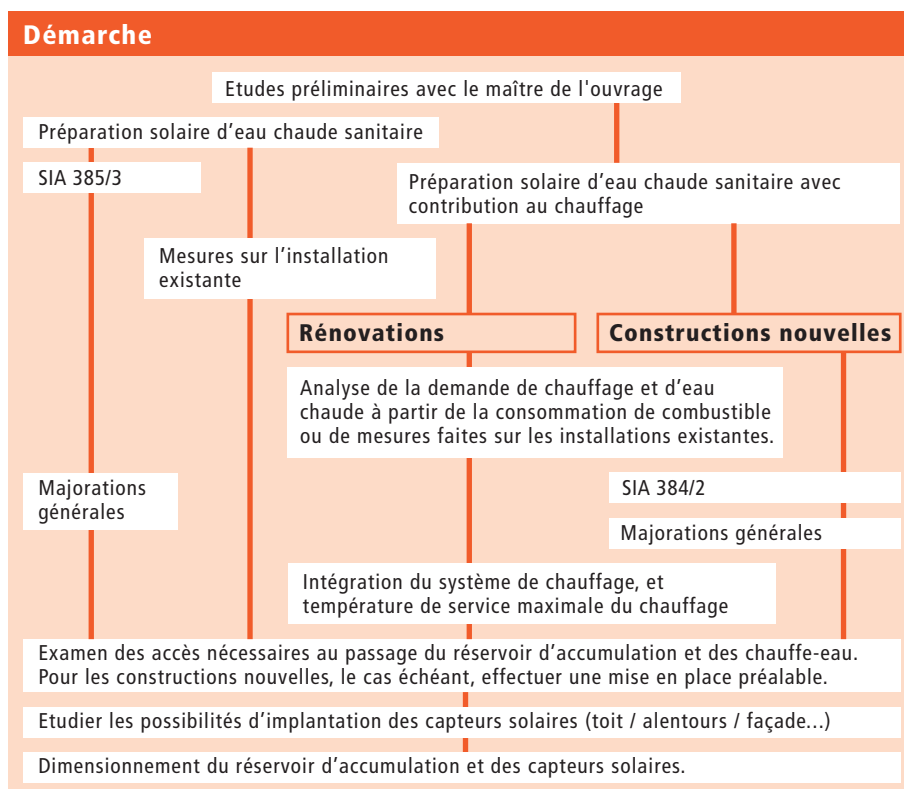 Démarche
Etudes préliminaires avec le maître de l'ouvrage
Préparation solaire d’eau chaude sanitaire
SIA 385/3
Préparation solaire d’eau chaude sanitaire avec
contribution au chauffage
Mesures sur l’installation
existante
Rénovations
Constructions nouvelles
Analyse de la demande de chauffage et d’eau
chaude à partir de la consommation de combustible
ou de mesures faites sur les installations existantes.
Majorations
générales
SIA 384/2
Majorations générales
Intégration du système de chauffage, et
température de service maximale du chauffage
Examen des accès nécessaires au passage du réservoir d’accumulation et des chauffe-eau.
Pour les constructions nouvelles, le cas échéant, effectuer une mise en place préalable.
Etudier les possibilités d’implantation des capteurs solaires (toit / alentours / façade...)
Dimensionnement du réservoir d’accumulation et des capteurs solaires.